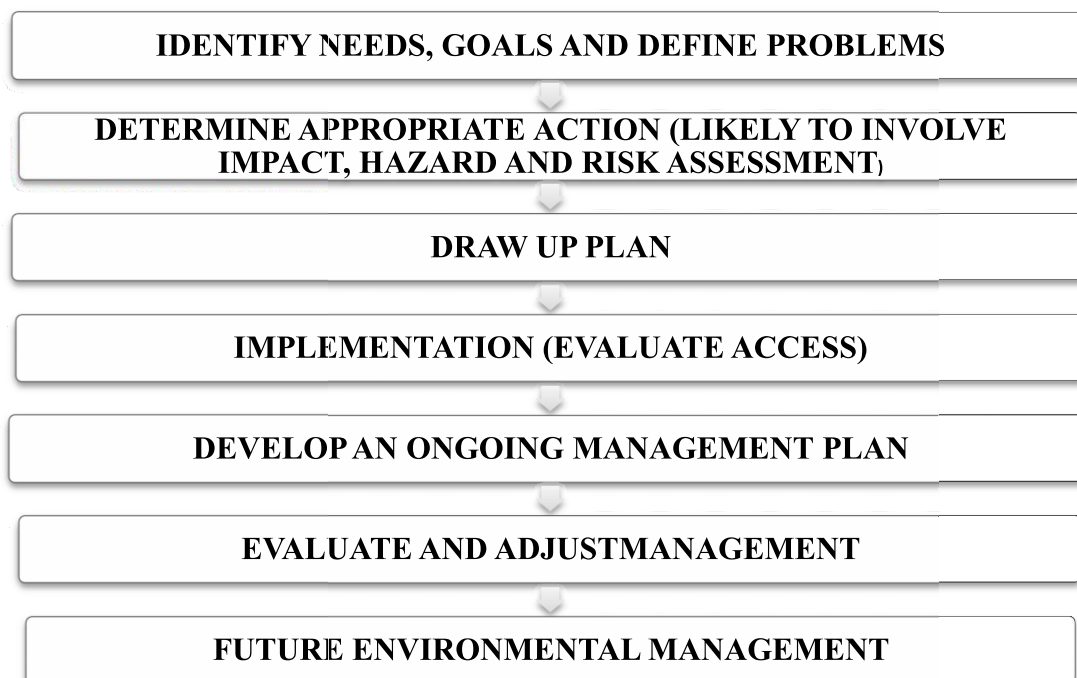 IDENTIFY NEEDS, GOALS AND DEFINE PROBLEMS
DETERMINE APPROPRIATE ACTION (LIKELY TO INVOLVE
IMPACT, HAZARD AND RISK ASSESSMENT)
DRAW UP PLAN
IMPLEMENTATION (EVALUATE ACCESS)
DEVELOP AN ONGOING MANAGEMENT PLAN
EVALUATE AND ADJUSTMANAGEMENT
FUTURE ENVIRONMENTAL MANAGEMENT